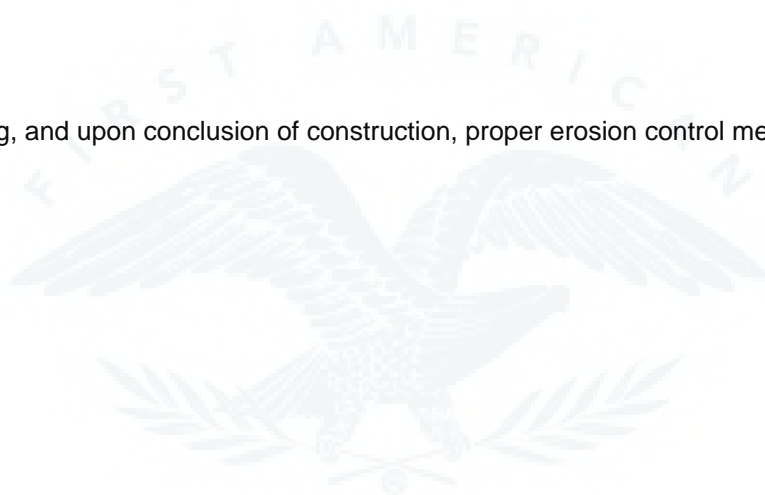 FIRST AMERICAN
g, and upon conclusion of construction, proper erosion control me